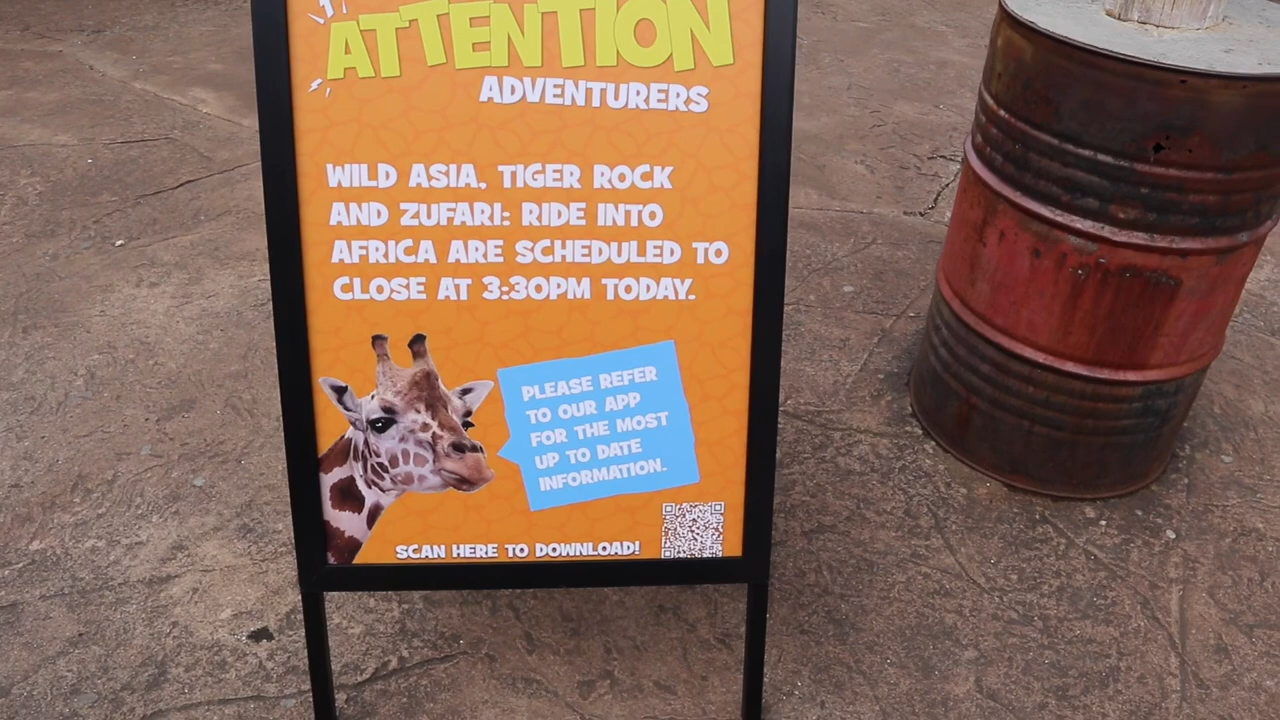 ATTENTION
ADVENTURERS
WILD ASIA, TIGER ROCK
AND ZUFARI: RIDE INTO
AFRICA ARE SCHEDULED TO
CLOSE AT 3:30PM TODAY.
PLEASE REFER
TO OUR APP
FOR THE MOST
UP TO DATE
INFORMATION.
SCAN HERE TO DOWNLOAD!